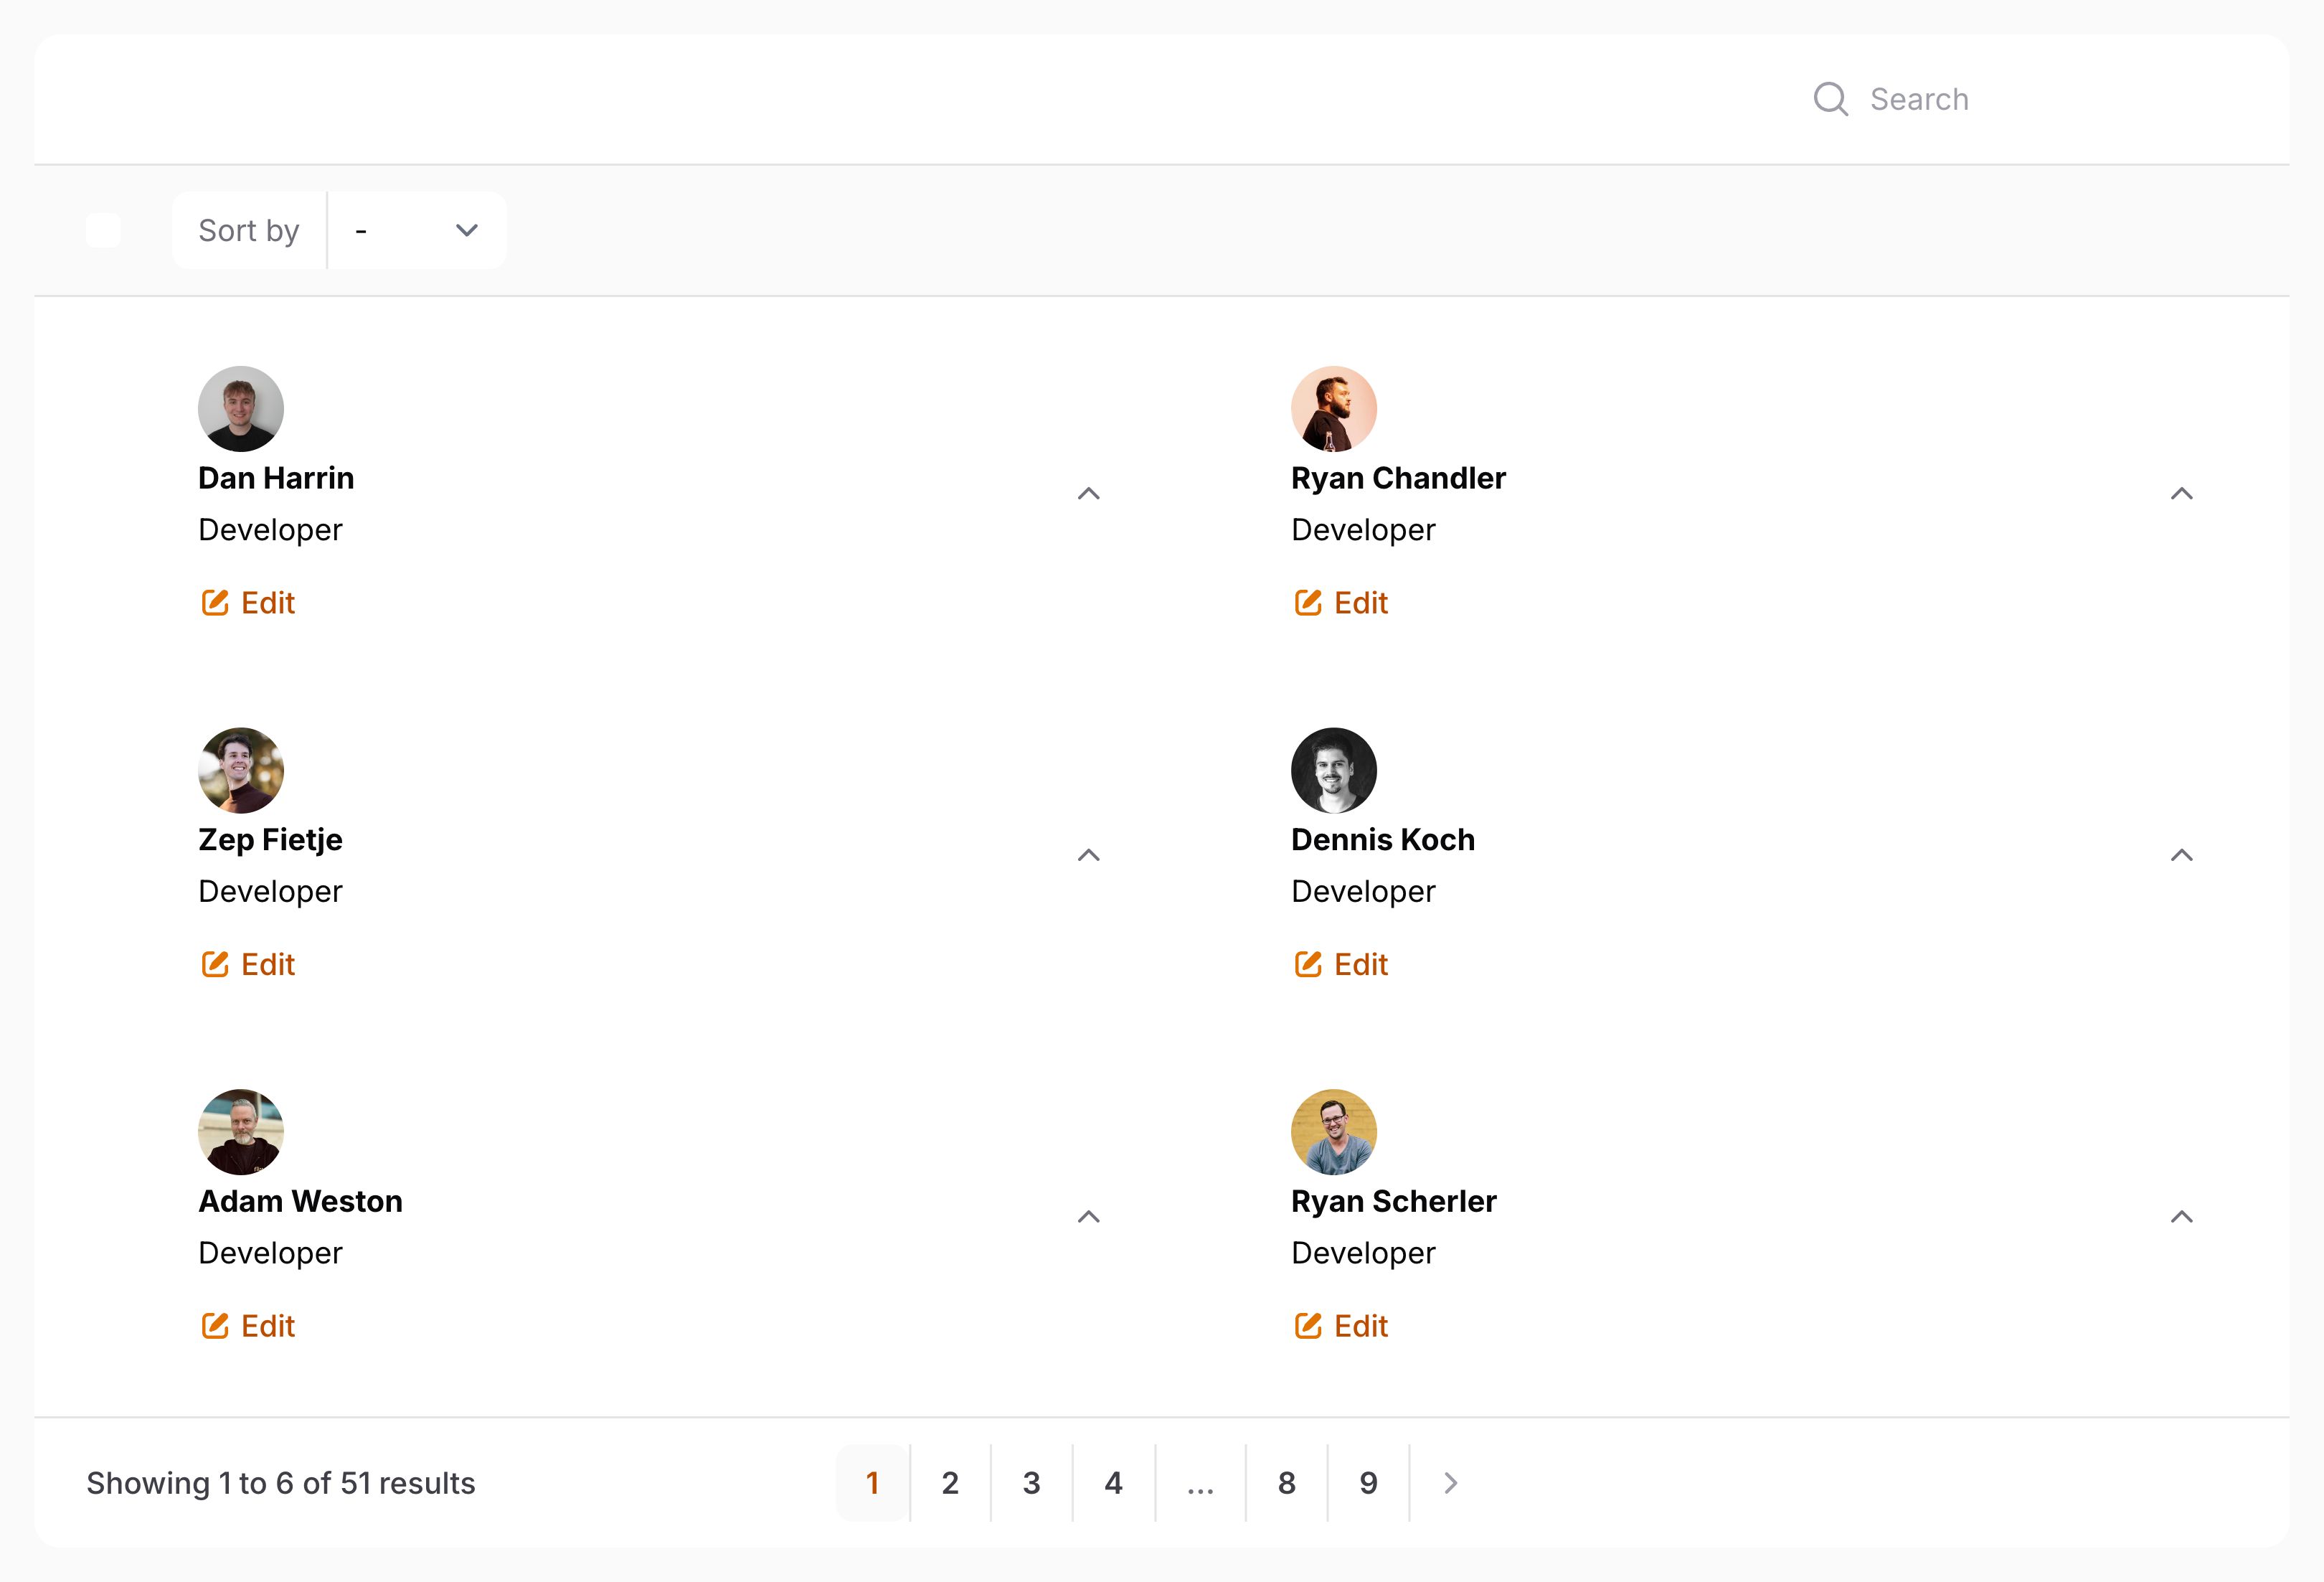 Search
Sort by -
Dan Harrin
Developer
Edit
Ryan Chandler
Developer
Edit
Zep Fietje
Developer
Edit
Dennis Koch
Developer
Edit
Adam Weston
Developer
Edit
Ryan Scherler
Developer
Edit
Showing 1 to 6 of 51 results
1 2 3 4 ... 8 9